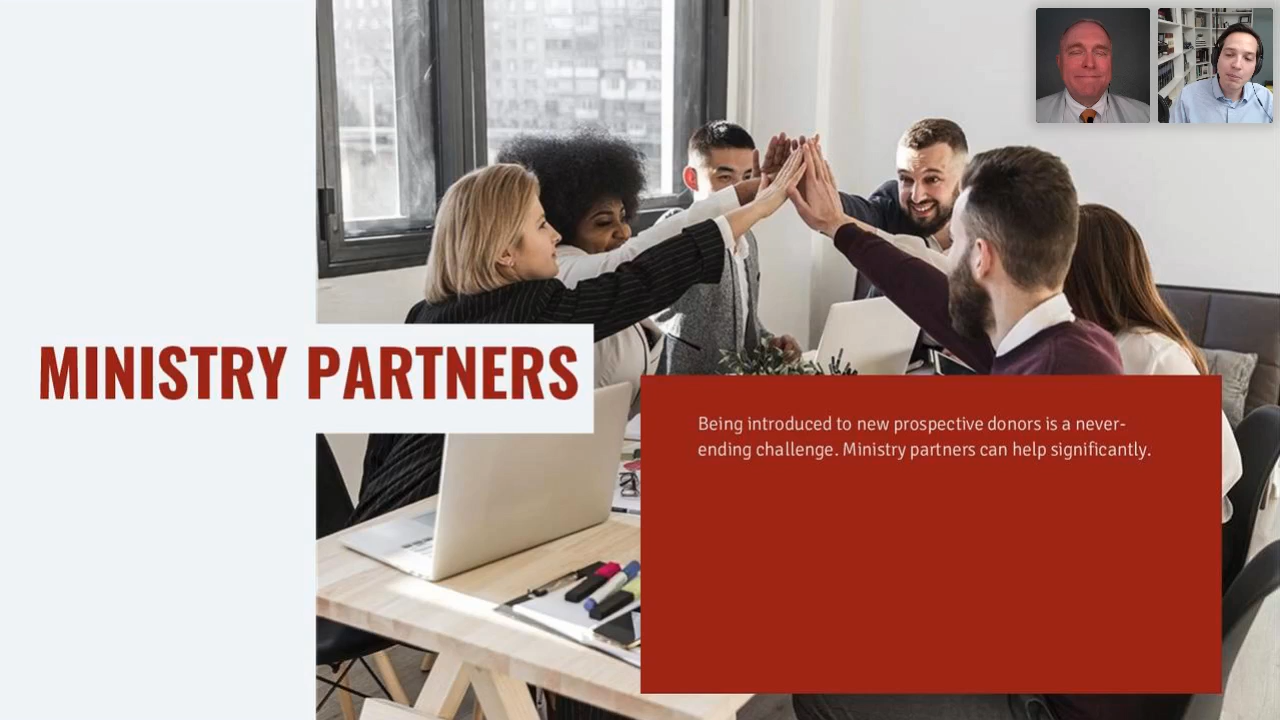 MINISTRY PARTNERS
Being introduced to new prospective donors is a never-
ending challenge. Ministry partners can help significantly.